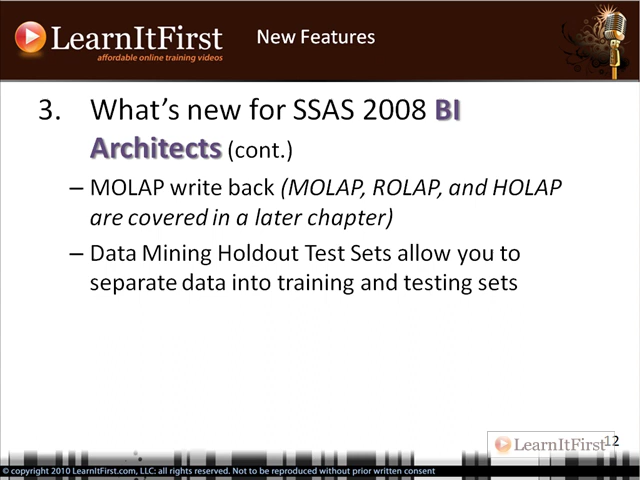 LearnItFirst
affordable online training videos
New Features
3. What's new for SSAS 2008 BI
Architects (cont.)
– MOLAP write back (MOLAP, ROLAP, and HOLAP
are covered in a later chapter)
– Data Mining Holdout Test Sets allow you to
separate data into training and testing sets
LearnItFirst
12
© copyright 2010 LearnItFirst.com, LLC: all rights reserved. Not to be reproduced without prior written consent